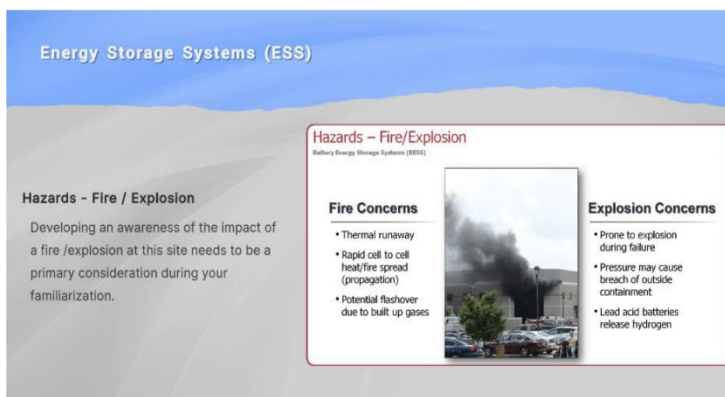 Energy Storage Systems (ESS)
Hazards – Fire/Explosion
Battery Energy Storage Systems (BESS)
Hazards - Fire / Explosion
Developing an awareness of the impact of
a fire /explosion at this site needs to be a
primary consideration during your
familiarization.
Fire Concerns
• Thermal runaway
• Rapid cell to cell
heat/fire spread
(propagation)
• Potential flashover
due to built up gases
Explosion Concerns
• Prone to explosion
during failure
• Pressure may cause
breach of outside
containment
• Lead acid batteries
release hydrogen